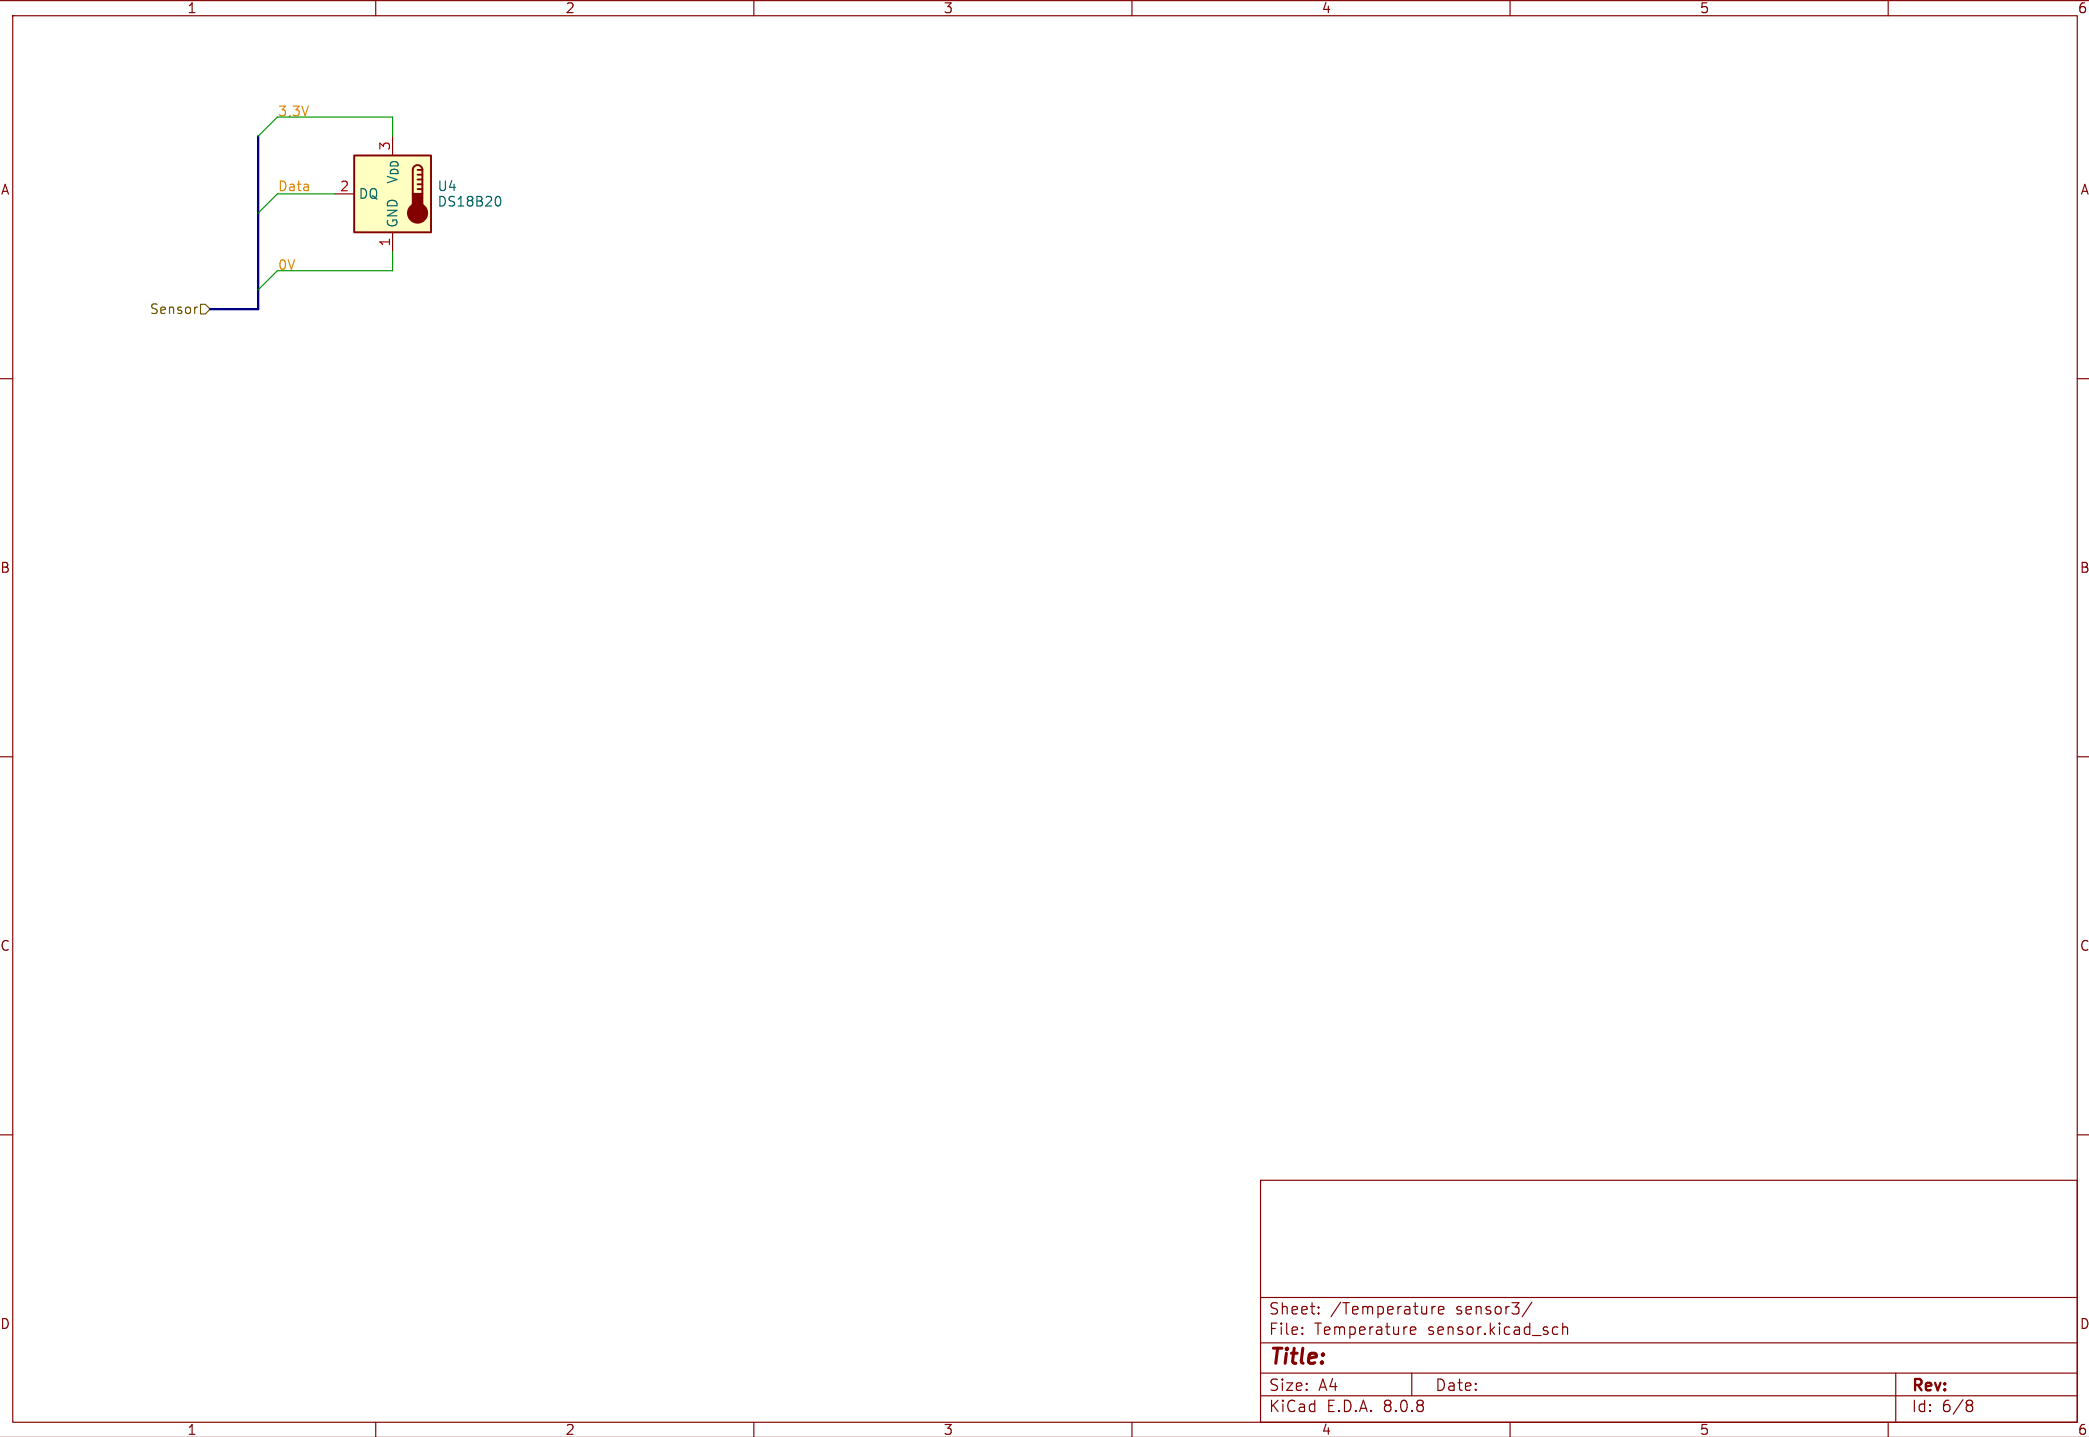 1 2 3 4 5 6
3.3V
3
V_DD
A
Data
2
DQ
U4
A
DS18B20
GND
1
0V
Sensor
B B
C C
Sheet: /Temperature sensor3/
File: Temperature sensor.kicad_sch
D D
Title:
Size: A4 Date: Rev:
KiCad E.D.A. 8.0.8 Id: 6/8
1 2 3 4 5 6